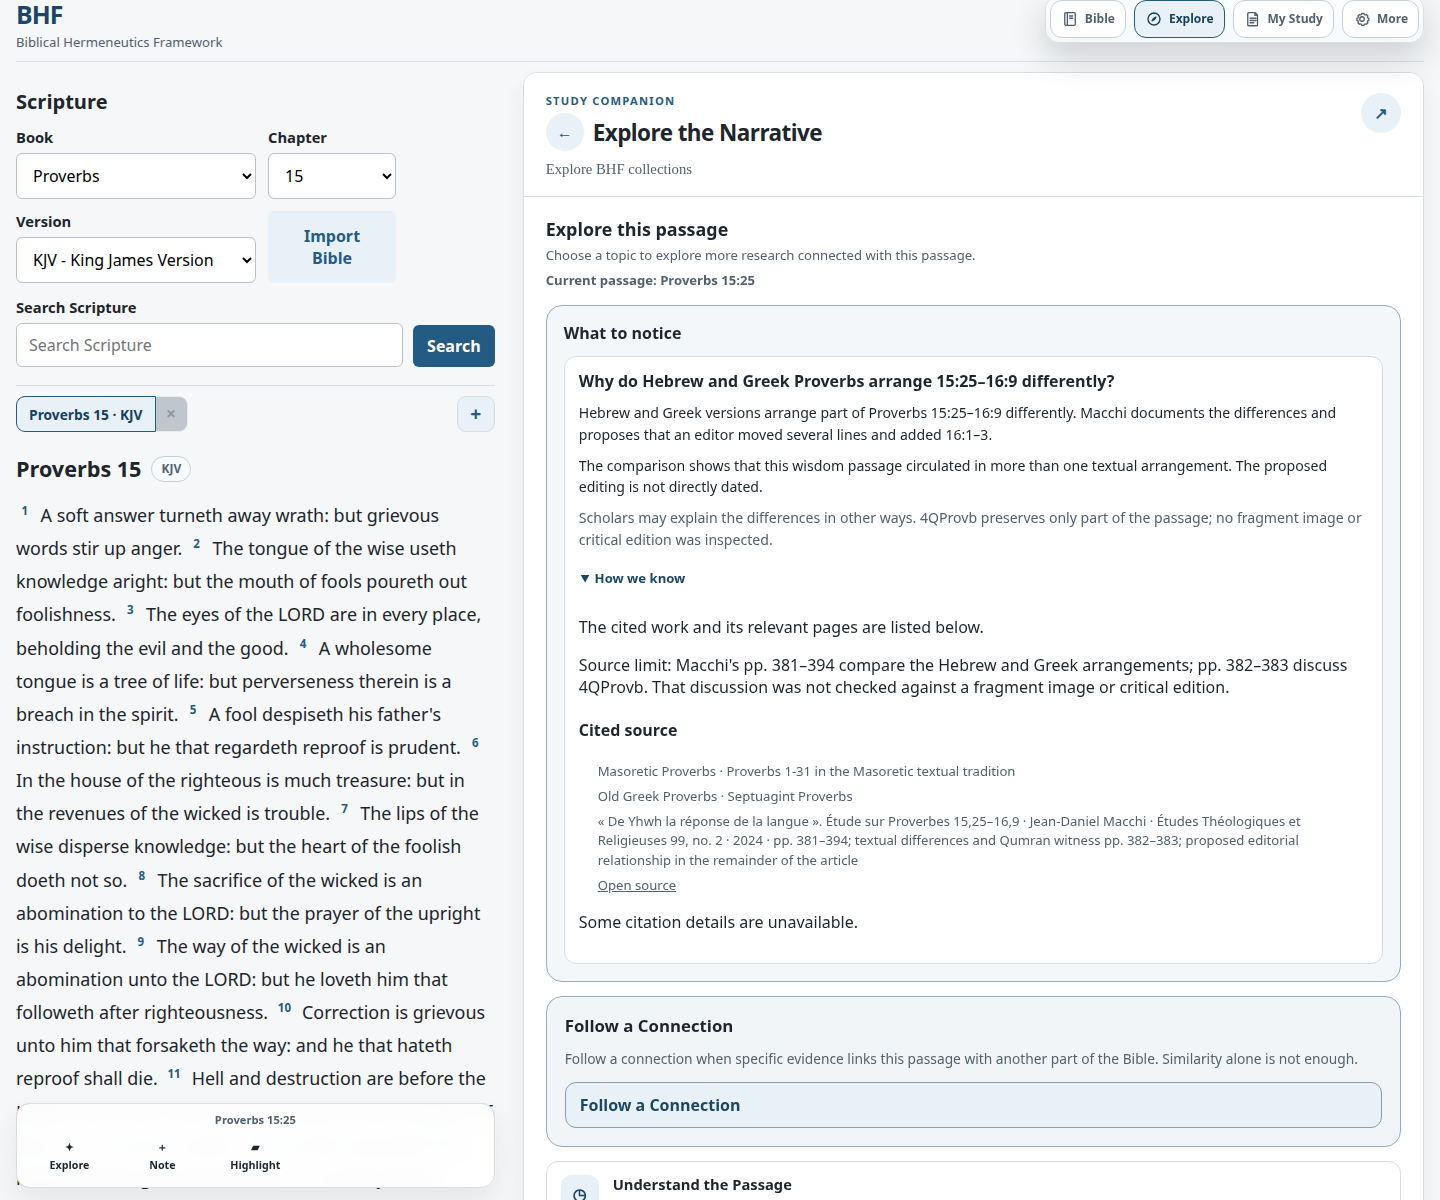 BHF
Biblical Hermeneutics Framework
Bible
Explore
My Study
More
Scripture
Book
Chapter
Proverbs
15
Version
KJV - King James Version
Import
Bible
Search Scripture
Search Scripture
Search
Proverbs 15 · KJV
×
+
Proverbs 15
KJV
1 A soft answer turneth away wrath: but grievous
words stir up anger. 2 The tongue of the wise useth
knowledge aright: but the mouth of fools poureth out
foolishness. 3 The eyes of the LORD are in every place,
beholding the evil and the good. 4 A wholesome
tongue is a tree of life: but perverseness therein is a
breach in the spirit. 5 A fool despiseth his father's
instruction: but he that regardeth reproof is prudent. 6
In the house of the righteous is much treasure: but in
the revenues of the wicked is trouble. 7 The lips of the
wise disperse knowledge: but the heart of the foolish
doeth not so. 8 The sacrifice of the wicked is an
abomination to the LORD: but the prayer of the upright
is his delight. 9 The way of the wicked is an
abomination unto the LORD: but he loveth him that
followeth after righteousness. 10 Correction is grievous
unto him that forsaketh the way: and he that hateth
reproof shall die. 11 Hell and destruction are before the
Proverbs 15:25
Explore
Note
Highlight
STUDY COMPANION
← Explore the Narrative
↗
Explore BHF collections
Explore this passage
Choose a topic to explore more research connected with this passage.
Current passage: Proverbs 15:25
What to notice
Why do Hebrew and Greek Proverbs arrange 15:25–16:9 differently?
Hebrew and Greek versions arrange part of Proverbs 15:25–16:9 differently. Macchi documents the differences and
proposes that an editor moved several lines and added 16:1–3.
The comparison shows that this wisdom passage circulated in more than one textual arrangement. The proposed
editing is not directly dated.
Scholars may explain the differences in other ways. 4QProvb preserves only part of the passage; no fragment image or
critical edition was inspected.
▼ How we know
The cited work and its relevant pages are listed below.
Source limit: Macchi's pp. 381–394 compare the Hebrew and Greek arrangements; pp. 382–383 discuss
4QProvb. That discussion was not checked against a fragment image or critical edition.
Cited source
Masoretic Proverbs · Proverbs 1-31 in the Masoretic textual tradition
Old Greek Proverbs · Septuagint Proverbs
« De Yhwh la réponse de la langue ». Étude sur Proverbes 15,25–16,9 · Jean-Daniel Macchi · Études Théologiques et
Religieuses 99, no. 2 · 2024 · pp. 381–394; textual differences and Qumran witness pp. 382–383; proposed editorial
relationship in the remainder of the article
Open source
Some citation details are unavailable.
Follow a Connection
Follow a connection when specific evidence links this passage with another part of the Bible. Similarity alone is not enough.
Follow a Connection
Understand the Passage